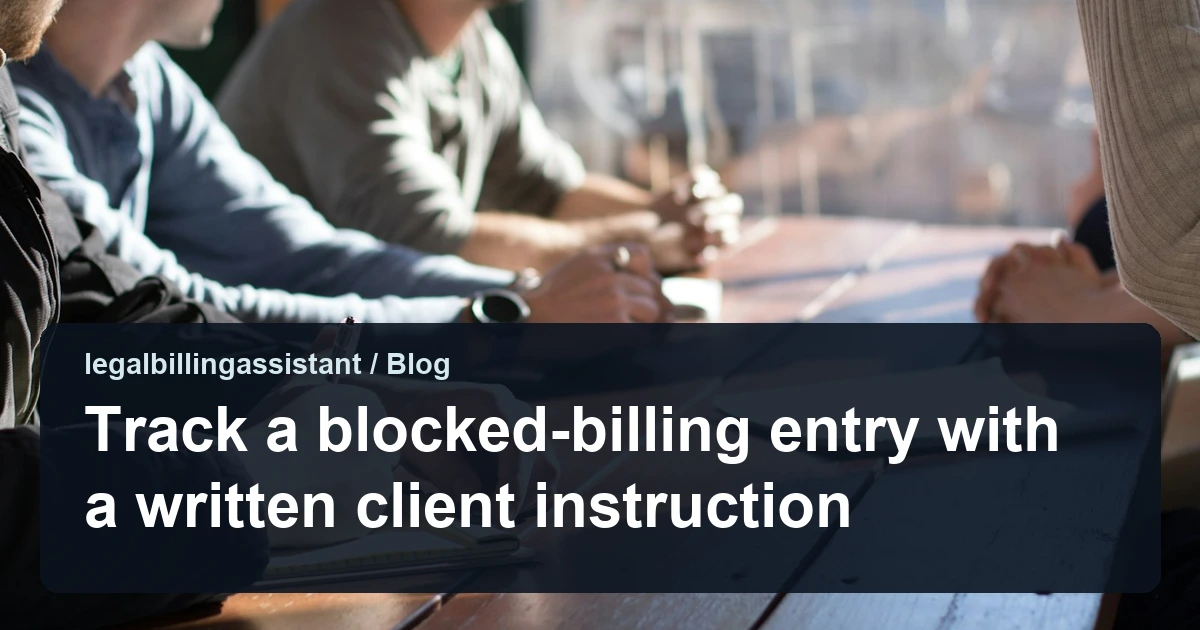 legalbillingassistant / Blog
Track a blocked-billing entry with
a written client instruction